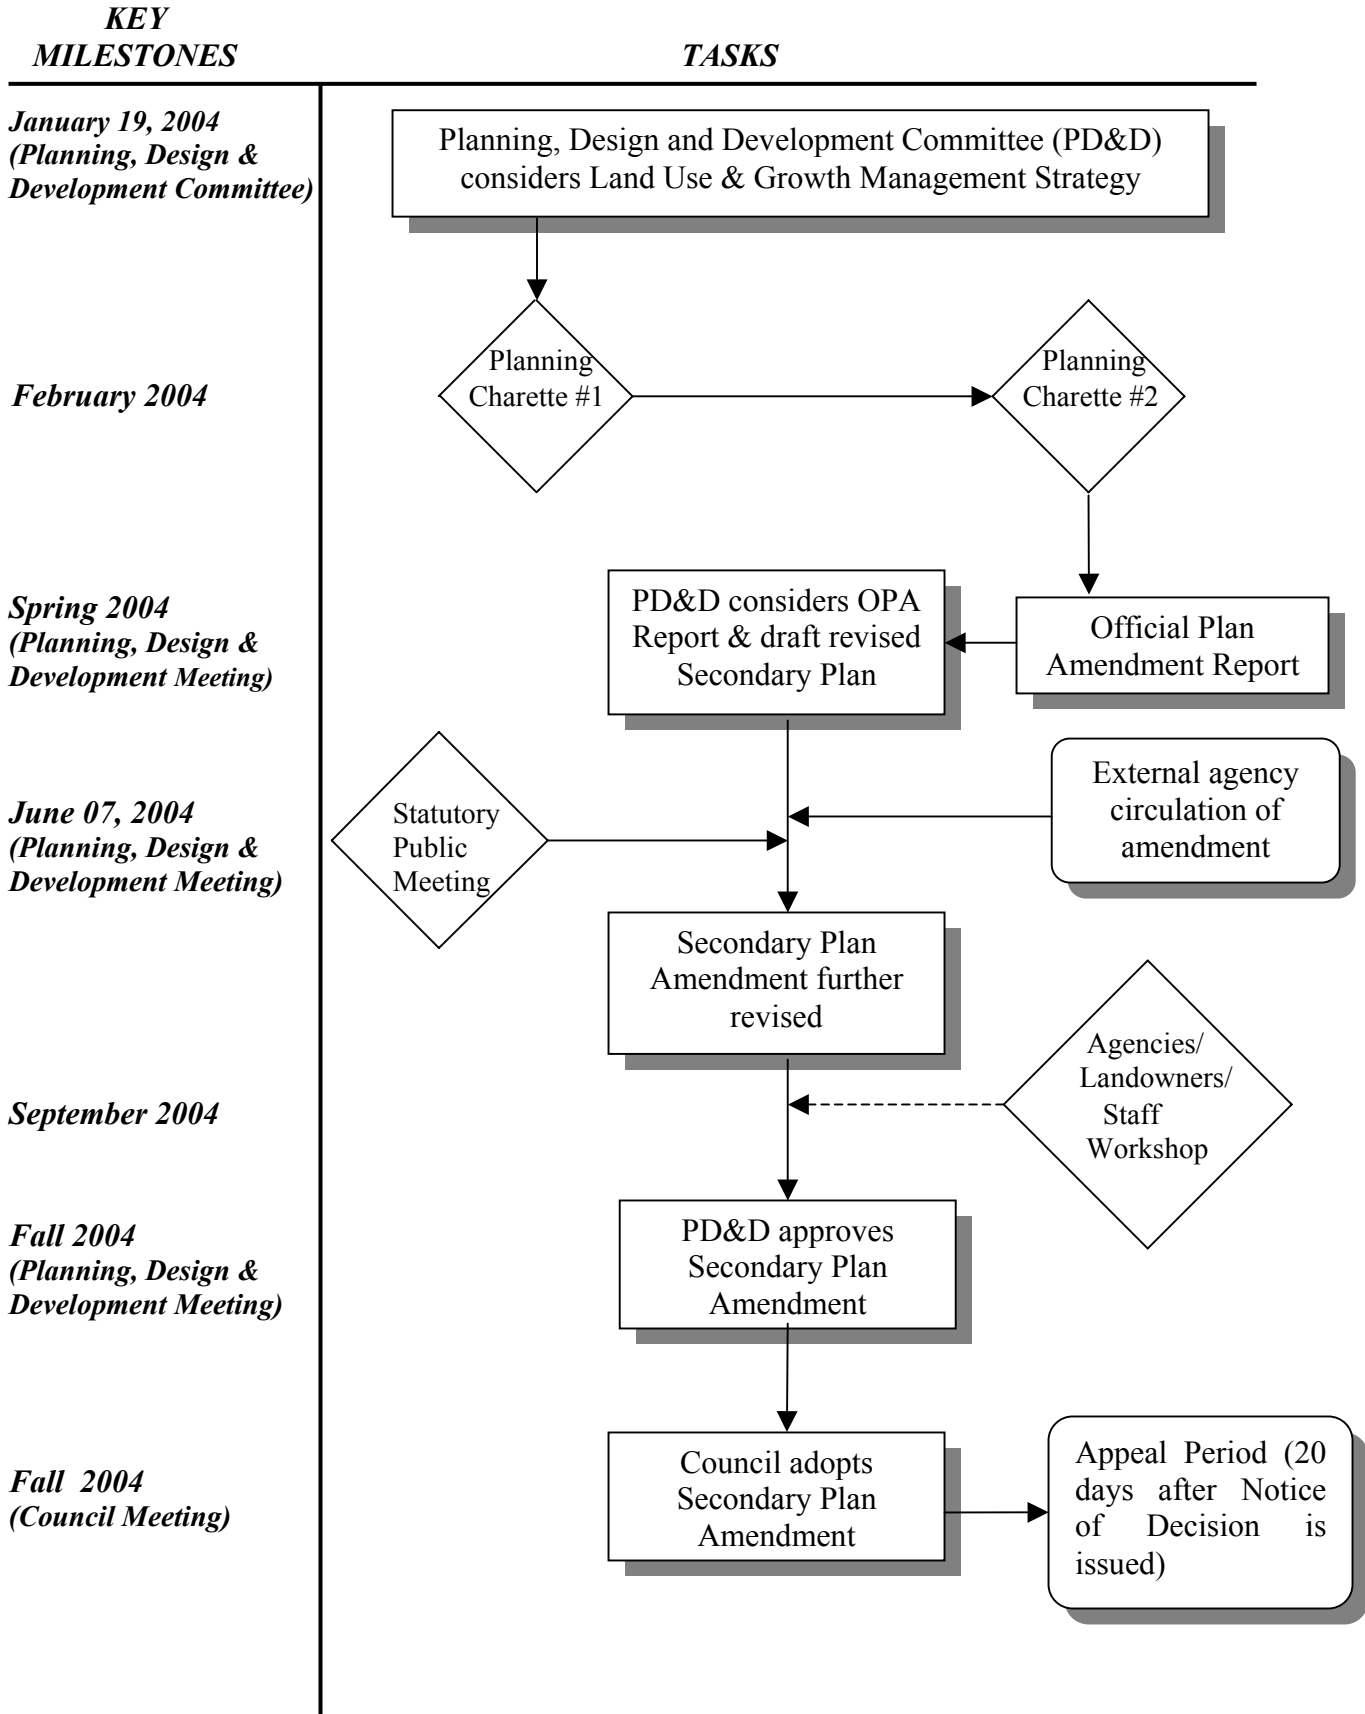 KEY
MILESTONES
TASKS
January 19, 2004
(Planning, Design &
Development Committee)
Planning, Design and Development Committee (PD&D)
considers Land Use & Growth Management Strategy
February 2004
Planning
Charette #1
Planning
Charette #2
Spring 2004
(Planning, Design &
Development Meeting)
PD&D considers OPA
Report & draft revised
Secondary Plan
Official Plan
Amendment Report
June 07, 2004
(Planning, Design &
Development Meeting)
Statutory
Public
Meeting
External agency
circulation of
amendment
Secondary Plan
Amendment further
revised
September 2004
Agencies/
Landowners/
Staff
Workshop
Fall 2004
(Planning, Design &
Development Meeting)
PD&D approves
Secondary Plan
Amendment
Fall 2004
(Council Meeting)
Council adopts
Secondary Plan
Amendment
Appeal Period (20
days after Notice
of Decision is
issued)